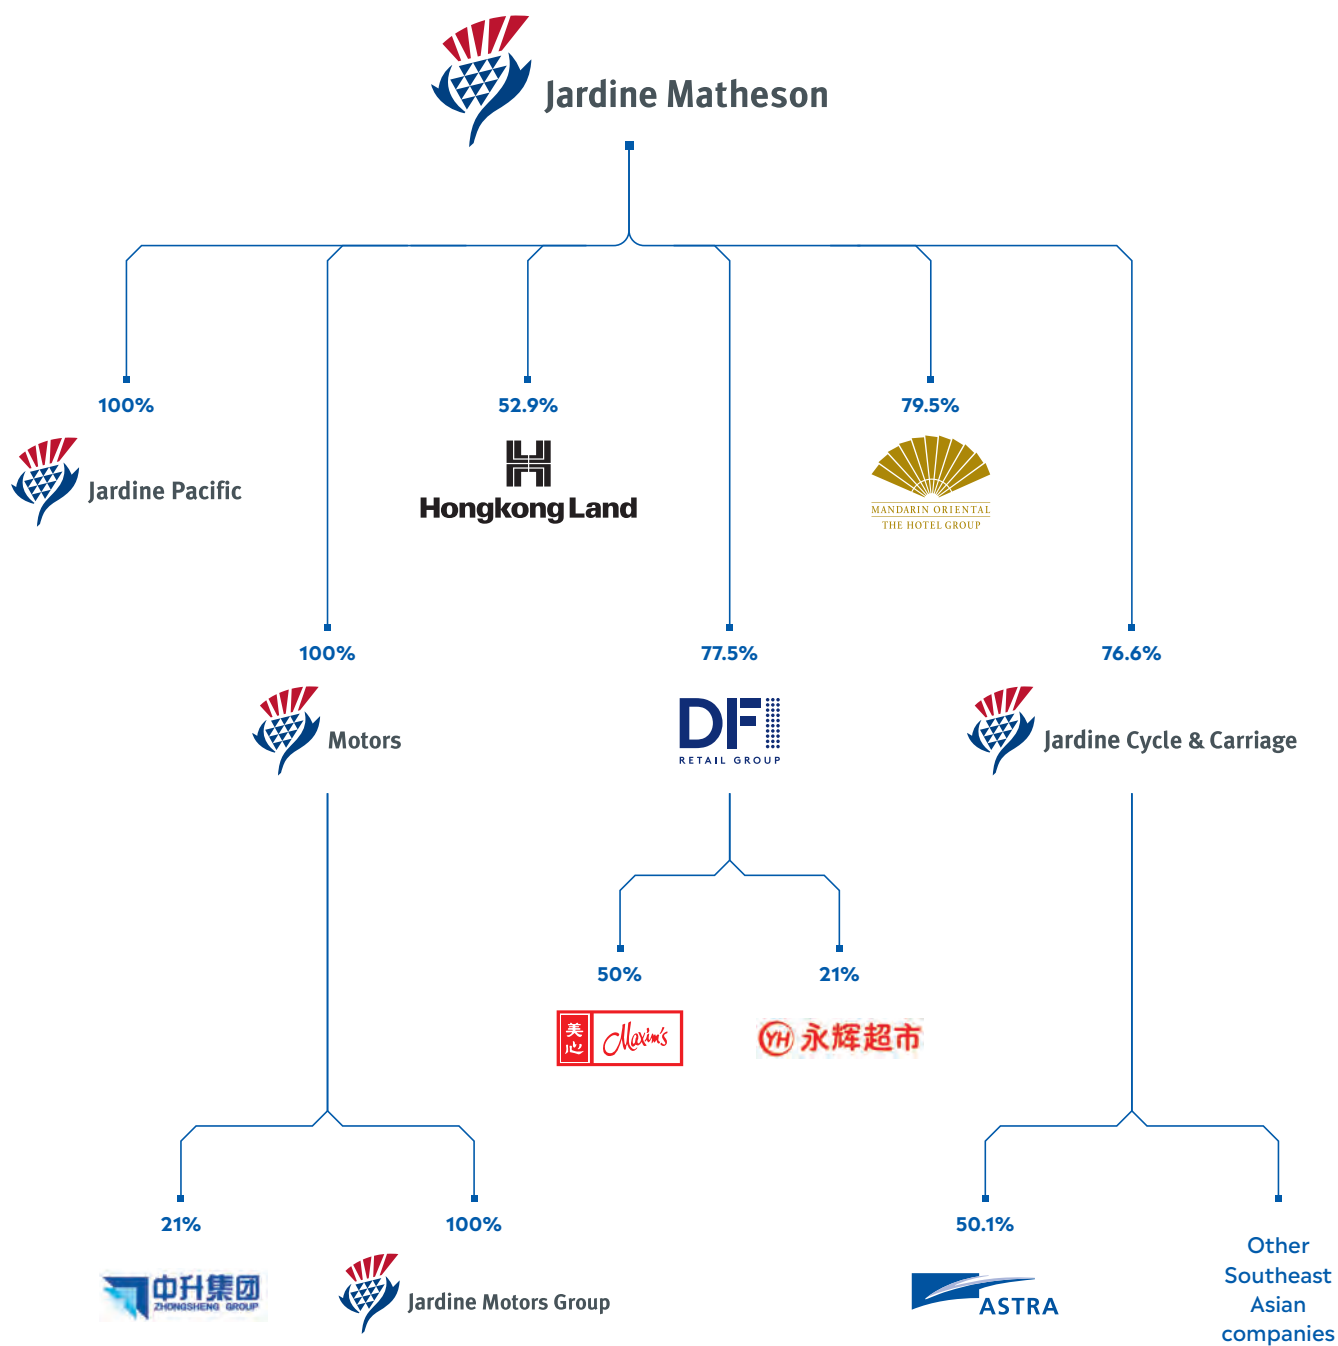 Jardine Matheson
100%
52.9%
79.5%
Jardine Pacific
Hongkong Land
MANDARIN ORIENTAL
THE HOTEL GROUP
100%
77.5%
76.6%
Motors
DFI
RETAIL GROUP
Jardine Cycle & Carriage
50%
21%
美心
Maxim's
YH 永辉超市
21%
100%
50.1%
中升集团
ZHONGSHENG GROUP
Jardine Motors Group
ASTRA
Other
Southeast
Asian
companies